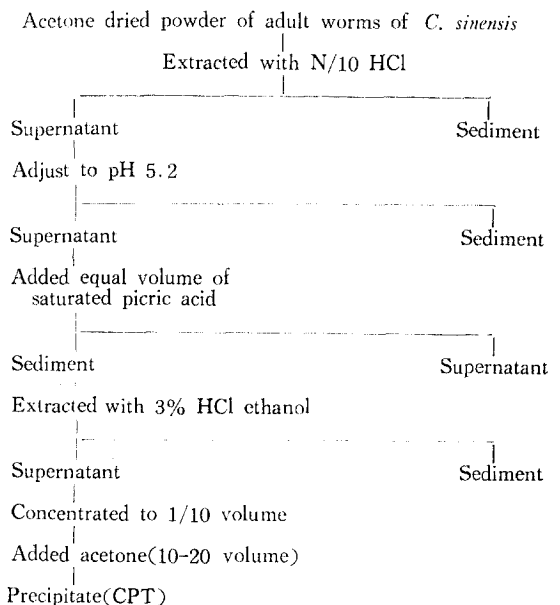 Acetone dried powder of adult worms of C. sinensis
Extracted with N/10 HCl
Supernatant Sediment
Adjust to pH 5.2
Supernatant Sediment
Added equal volume of
saturated picric acid
Sediment Supernatant
Extracted with 3% HCl ethanol
Supernatant Sediment
Concentrated to 1/10 volume
Added acetone(10-20 volume)
Precipitate(CPT)